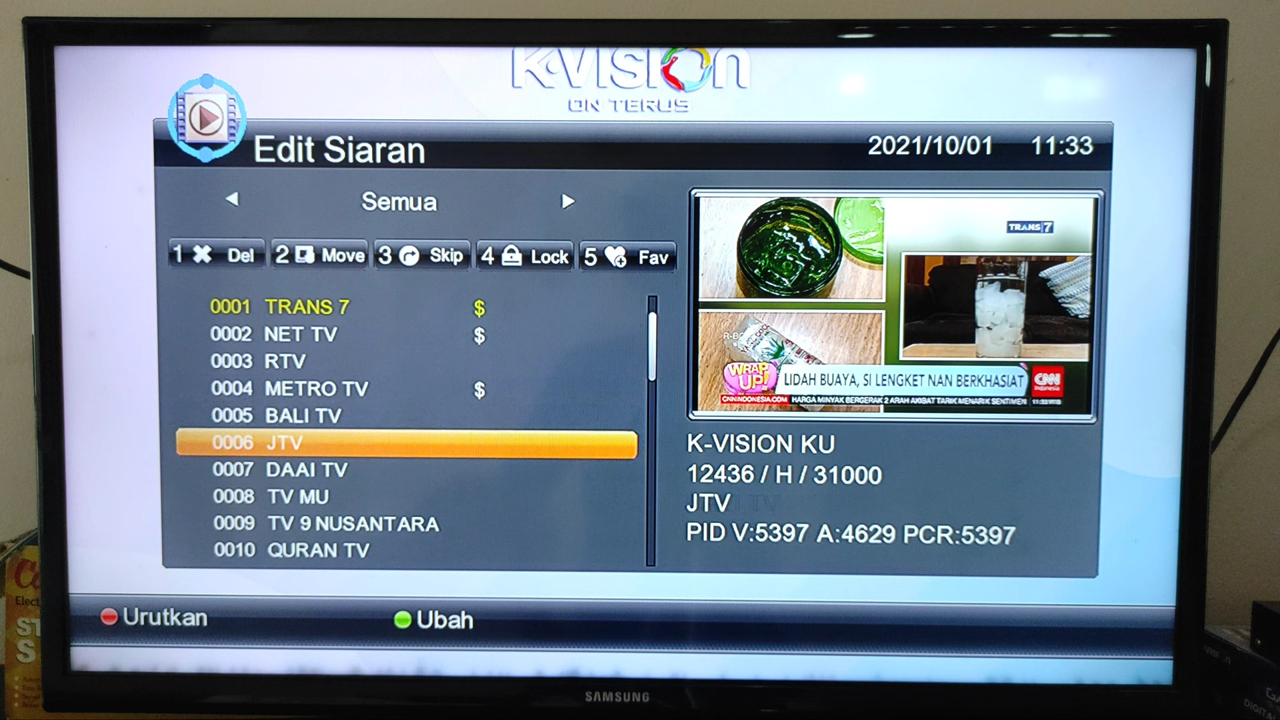 K-VISION
ON TERUS
Edit Siaran
2021/10/01 11:33
Semua
1 Del 2 Move 3 Skip 4 Lock 5 Fav
0001 TRANS 7 $
0002 NET TV $
0003 RTV
0004 METRO TV $
0005 BALI TV
0006 JTV
0007 DAAI TV
0008 TV MU
0009 TV 9 NUSANTARA
0010 QURAN TV
TRANS 7
WRAP UP!
LIDAH BUAYA, SI LENGKET NAN BERKHASIAT
CNN Indonesia
CNNINDONESIA.COM HARGA MINYAK BERGERAK 2 ARAH AKIBAT TARIK MENARIK SENTIMEN
K-VISION KU
12436 / H / 31000
JTV
PID V:5397 A:4629 PCR:5397
Urutkan
Ubah
SAMSUNG